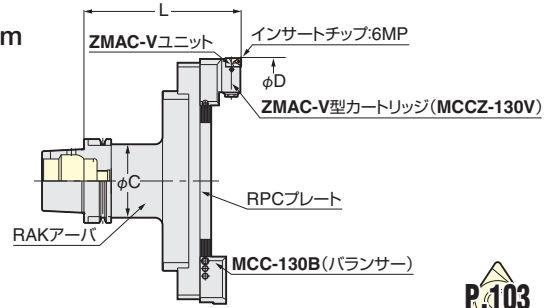 m
L
ZMAC-Vユニット
インサートチップ:6MP
φD
ZMAC-V型カートリッジ(MCCZ-130V)
φC
RPCプレート
RAKアーバ
MCC-130B(バランサー)
P.103